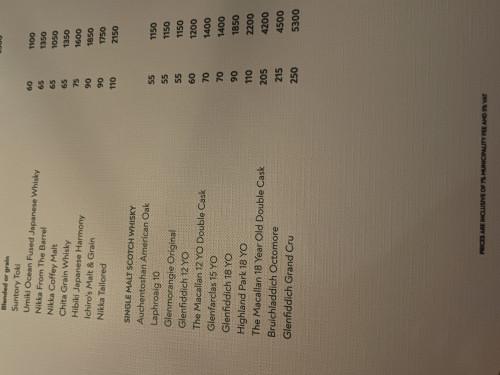 Blended or grain
Suntory Toki 60 1100
Umiki Ocean Fused Japanese Whisky 65 1350
Nikka From The Barrel 65 1050
Nikka Coffey Malt 65 1350
Chita Grain Whisky 75 1600
Hibiki Japanese Harmony 90 1850
Ichiro's Malt & Grain 90 1750
Nikka Tailored 110 2150
SINGLE MALT SCOTCH WHISKY
Auchentoshan American Oak 55 1150
Laphroaig 10 55 1150
Glenmorangie Original 55 1150
Glenfiddich 12 YO 60 1200
The Macallan 12 YO Double Cask 70 1400
Glenfarclas 15 YO 70 1400
Glenfiddich 18 YO 90 1850
Highland Park 18 YO 110 2200
The Macallan 18 Year Old Double Cask 205 4200
Bruichladdich Octomore 215 4500
Glenfiddich Grand Cru 250 5300
PRICES ARE INCLUSIVE OF 7% MUNICIPALITY FEE AND 5% VAT